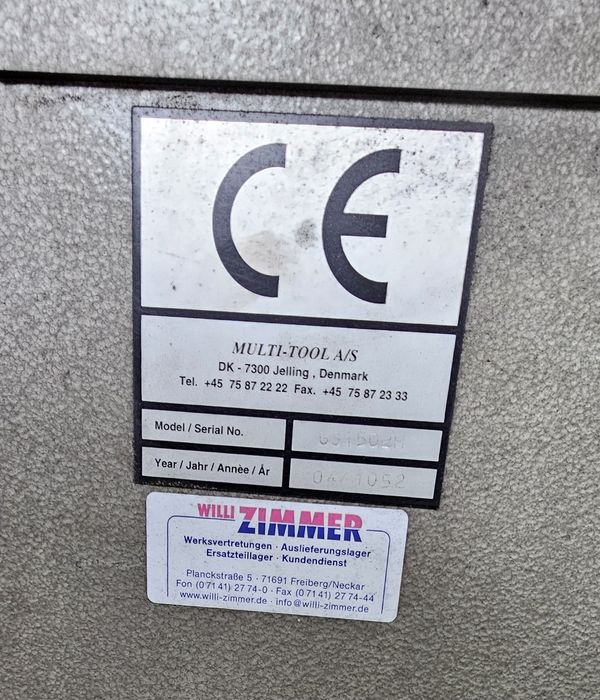 CE
MULTI-TOOL A/S
DK - 7300 Jelling , Denmark
Tel. +45 75 87 22 22 Fax. +45 75 87 23 33
Model / Serial No.
Year / Jahr / Annèe / År
04/1052
WILLI ZIMMER
Werksvertretungen · Auslieferungslager
Ersatzteillager · Kundendienst
Planckstraße 5 · 71691 Freiberg/Neckar
Fon (0 71 41) 27 74-0 · Fax (0 71 41) 27 74-44
www.willi-zimmer.de · info@willi-zimmer.de